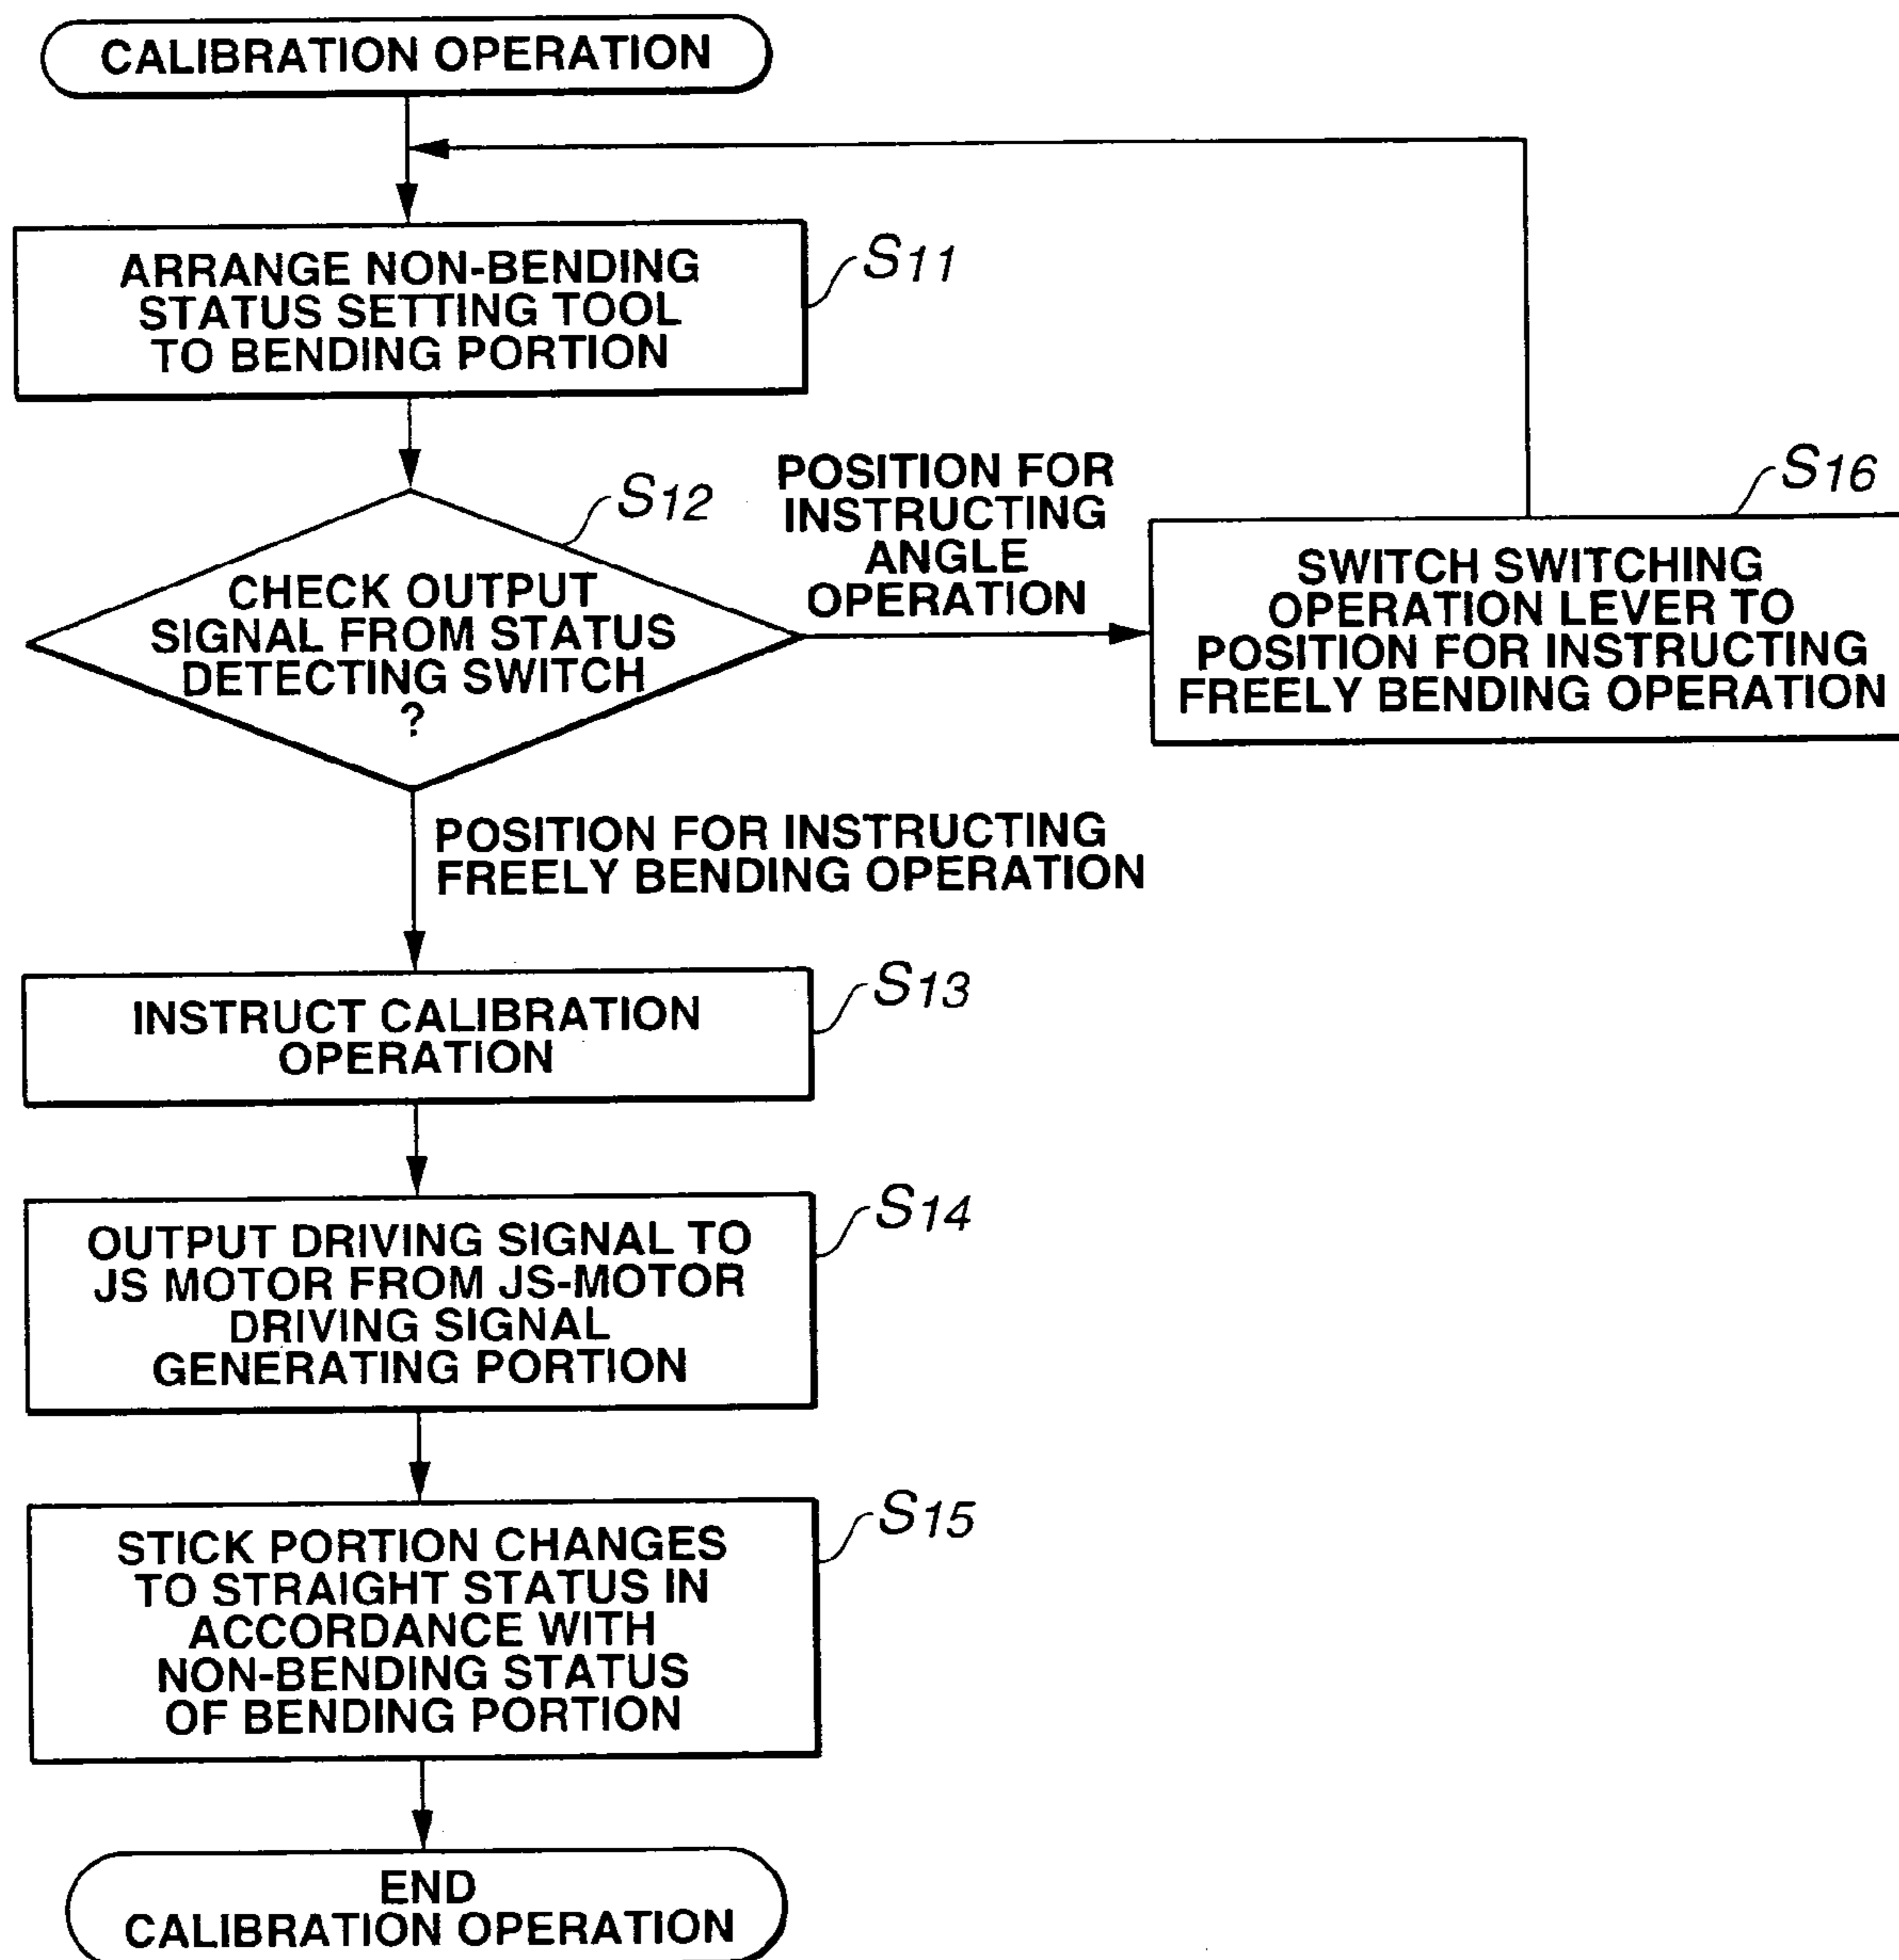 CALIBRATION OPERATION
ARRANGE NON-BENDING
STATUS SETTING TOOL
TO BENDING PORTION
S11
CHECK OUTPUT
SIGNAL FROM STATUS
DETECTING SWITCH
?
S12
POSITION FOR
INSTRUCTING
ANGLE
OPERATION
S16
SWITCH SWITCHING
OPERATION LEVER TO
POSITION FOR INSTRUCTING
FREELY BENDING OPERATION
POSITION FOR INSTRUCTING
FREELY BENDING OPERATION
INSTRUCT CALIBRATION
OPERATION
S13
OUTPUT DRIVING SIGNAL TO
JS MOTOR FROM JS-MOTOR
DRIVING SIGNAL
GENERATING PORTION
S14
STICK PORTION CHANGES
TO STRAIGHT STATUS IN
ACCORDANCE WITH
NON-BENDING STATUS
OF BENDING PORTION
S15
END
CALIBRATION OPERATION